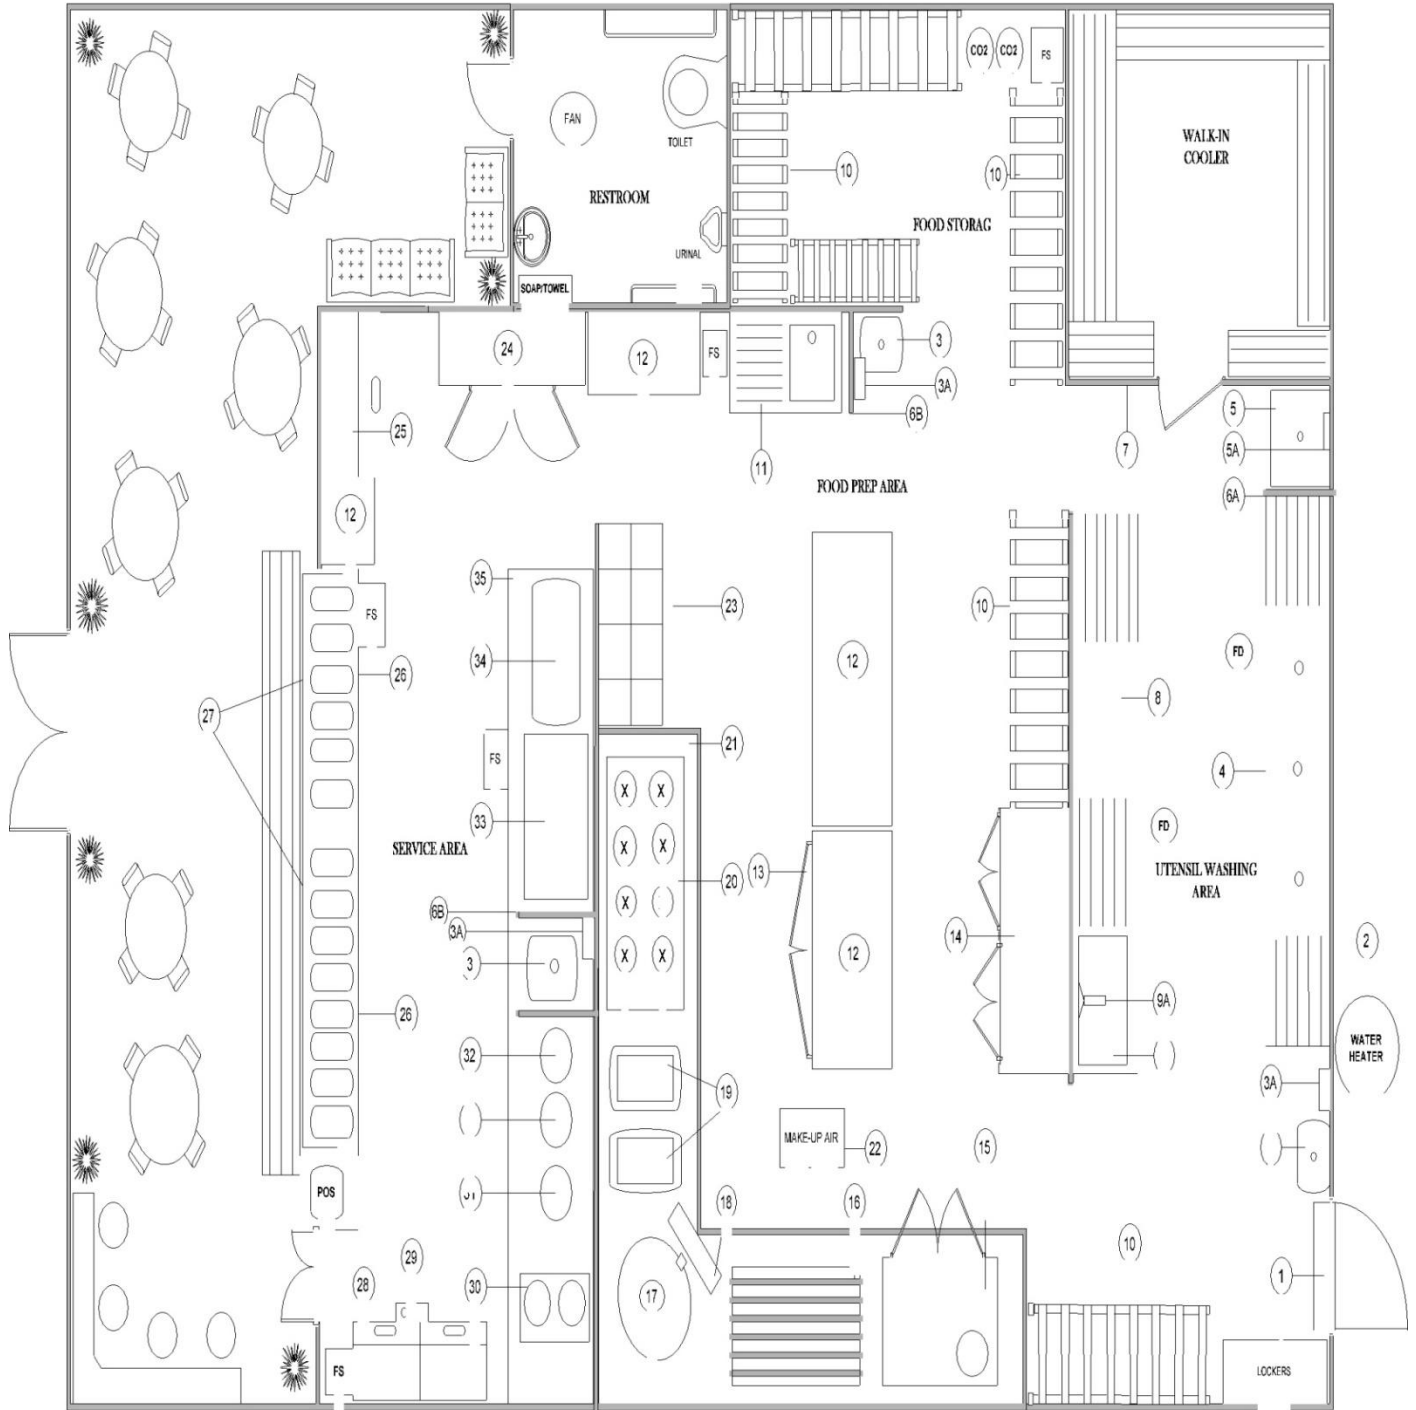 CO2
CO2
FS
FAN
TOILET
WALK-IN
COOLER
10
10
RESTROOM
FOOD STORAG
URINAL
SOAP/TOWEL
24
12
FS
3
3A
6B
5
5A
25
7
11
FOOD PREP AREA
6A
12
35
FS
23
10
34
26
12
FD
8
27
FS
21
4
X
X
33
SERVICE AREA
X
X
FD
13
20
UTENSIL WASHING
AREA
X
6B
3A
14
2
3
X
X
12
9A
26
32
WATER
HEATER
19
3A
MAKE-UP AIR
22
15
POS
18
16
10
29
28
30
17
1
FS
LOCKERS